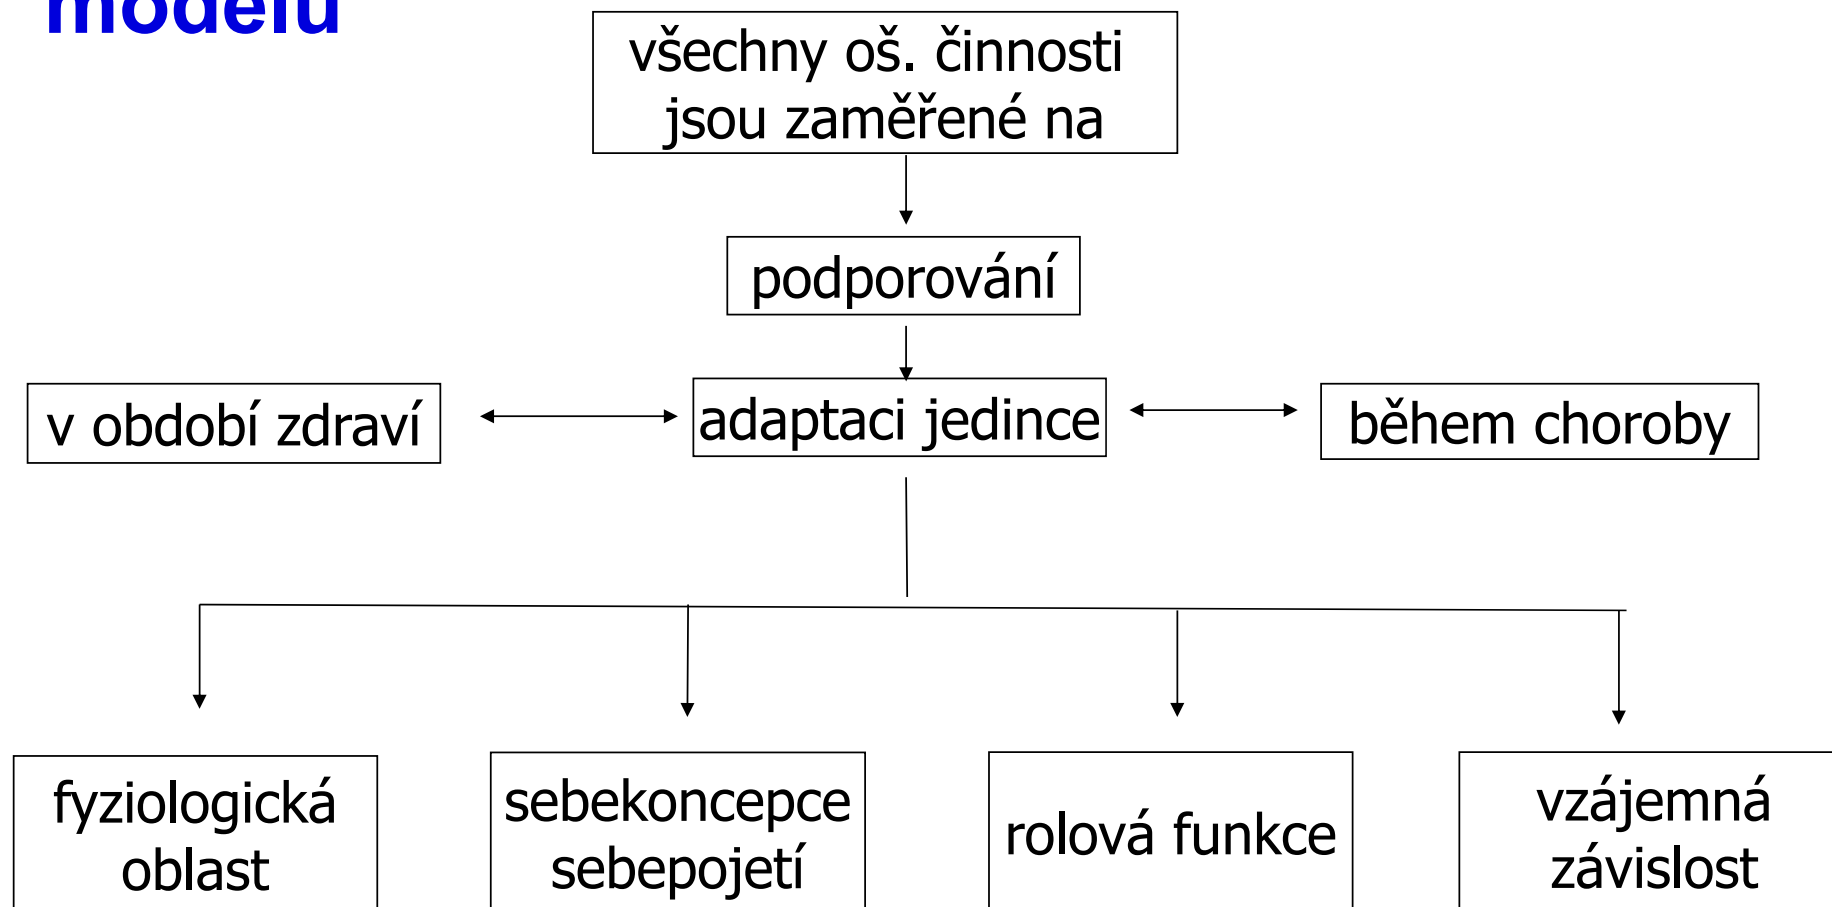 modelu
všechny oš. činnosti
jsou zaměřené na
podporování
v období zdraví
adaptaci jedince
během choroby
fyziologická
oblast
sebekoncepce
sebepojetí
rolová funkce
vzájemná
závislost